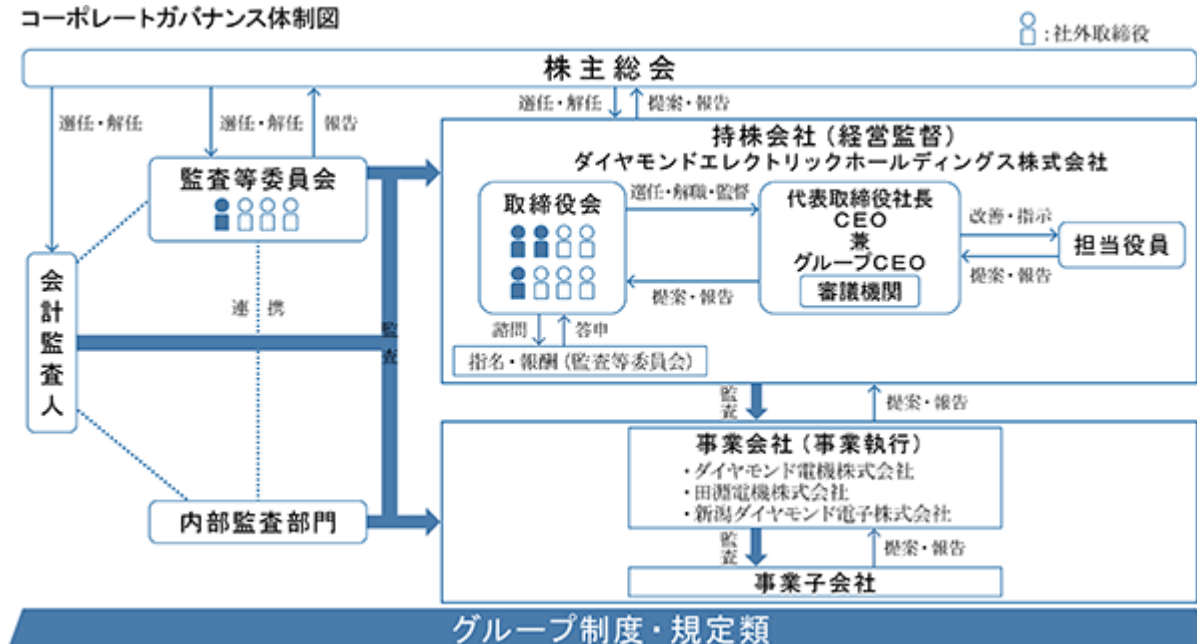 コーポレートガバナンス体制図
:社外取締役
株主総会
選任・解任
選任・解任
報告
選任・解任
提案・報告
監査等委員会
持株会社(経営監督)
ダイヤモンドエレクトリックホールディングス株式会社
取締役会
選任・解職・監督
提案・報告
代表取締役社長
CEO
兼
グループCEO
審議機関
改善・指示
提案・報告
担当役員
諮問
答申
指名・報酬(監査等委員会)
会計監査人
連携
監査
監査
提案・報告
事業会社(事業執行)
・ダイヤモンド電機株式会社
・田淵電機株式会社
・新潟ダイヤモンド電子株式会社
内部監査部門
監査
提案・報告
事業子会社
グループ制度・規定類